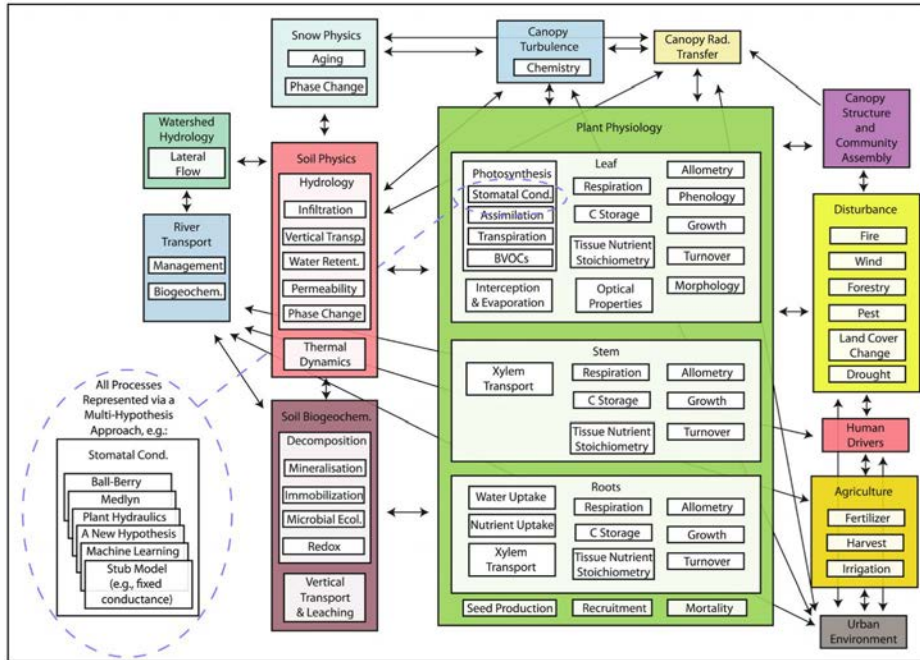 Snow Physics
Aging
Phase Change
Canopy
Turbulence
Chemistry
Canopy Rad.
Transfer
Watershed
Hydrology
Lateral
Flow
River
Transport
Management
Biogeochem.
Soil Physics
Hydrology
Infiltration
Vertical Transp.
Water Retent.
Permeability
Phase Change
Thermal
Dynamics
Soil Biogeochem.
Decomposition
Mineralisation
Immobilization
Microbial Ecol.
Redox
Vertical
Transport
& Leaching
Plant Physiology
Leaf
Photosynthesis
Stomatal Cond.
Assimilation
Transpiration
BVOCs
Interception
& Evaporation
Respiration
C Storage
Tissue Nutrient
Stoichiometry
Optical
Properties
Allometry
Phenology
Growth
Turnover
Morphology
Stem
Xylem
Transport
Respiration
C Storage
Tissue Nutrient
Stoichiometry
Allometry
Growth
Turnover
Roots
Water Uptake
Nutrient Uptake
Xylem
Transport
Respiration
C Storage
Tissue Nutrient
Stoichiometry
Allometry
Growth
Turnover
Seed Production
Recruitment
Mortality
Canopy
Structure
and
Community
Assembly
Disturbance
Fire
Wind
Forestry
Pest
Land Cover
Change
Drought
Human
Drivers
Agriculture
Fertilizer
Harvest
Irrigation
Urban
Environment
All Processes
Represented via a
Multi-Hypothesis
Approach, e.g.:
Stomatal Cond.
Ball-Berry
Medlyn
Plant Hydraulics
A New Hypothesis
Machine Learning
Stub Model
(e.g., fixed
conductance)